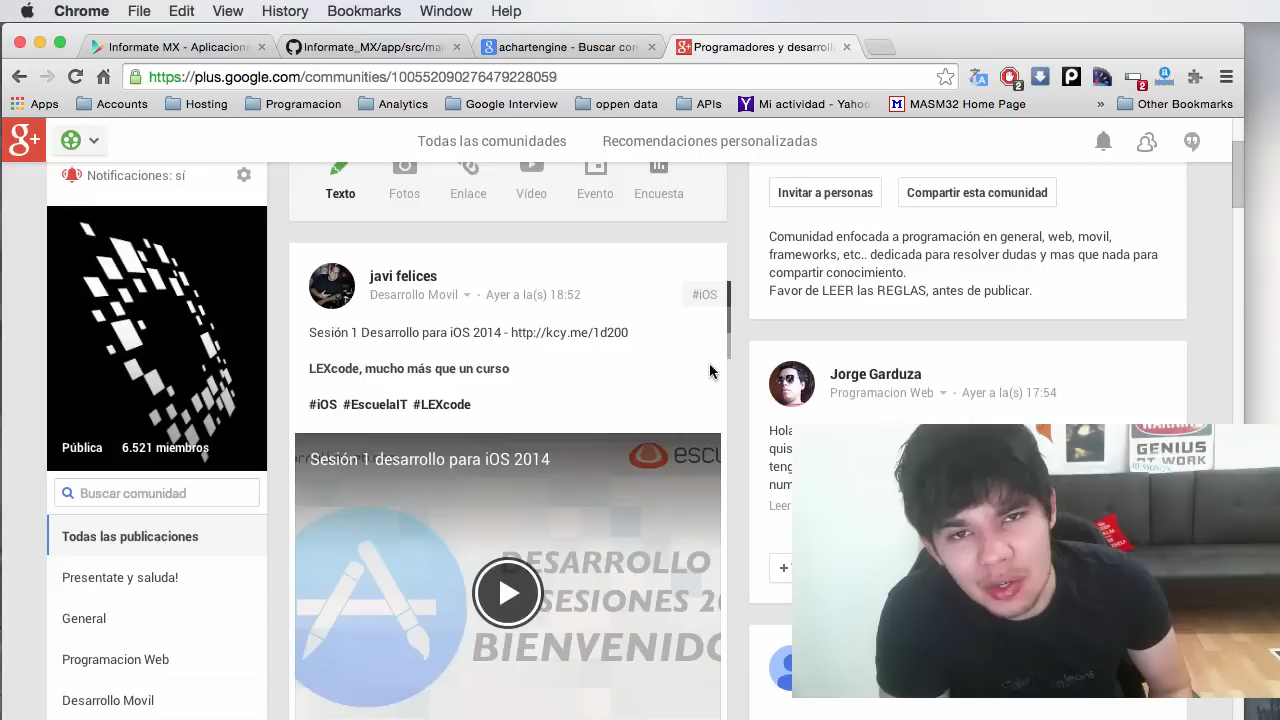 Chrome File Edit View History Bookmarks Window Help
Informate MX - Aplicacione
Informate_MX/app/src/mai
achartengine - Buscar con
Programadores y desarroll
https://plus.google.com/communities/100552090276479228059
Apps Accounts Hosting Programacion Analytics Google Interview oppen data APIS Mi actividad - Yahoo MASM32 Home Page » Other Bookmarks
g+ Todas las comunidades Recomendaciones personalizadas
Notificaciones: sí
Pública 6.521 miembros
Buscar comunidad
Todas las publicaciones
Presentate y saluda!
General
Programacion Web
Desarrollo Movil
Texto Fotos Enlace Vídeo Evento Encuesta
javi felices
Desarrollo Movil - Ayer a la(s) 18:52
#iOS
Sesión 1 Desarrollo para iOS 2014 - http://kcy.me/1d200
LEXcode, mucho más que un curso
#iOS #EscuelaIT #LEXcode
Sesión 1 desarrollo para iOS 2014
escu
DESARROLLO
SESIONES 2
BIENVENIDO
Invitar a personas Compartir esta comunidad
Comunidad enfocada a programación en general, web, movil,
frameworks, etc.. dedicada para resolver dudas y mas que nada para
compartir conocimiento.
Favor de LEER las REGLAS, antes de publicar.
Jorge Garduza
Programacion Web - Ayer a la(s) 17:54
Hola
quis
teng
num
Leer
+
WARNING
GENIUS
AT WORK